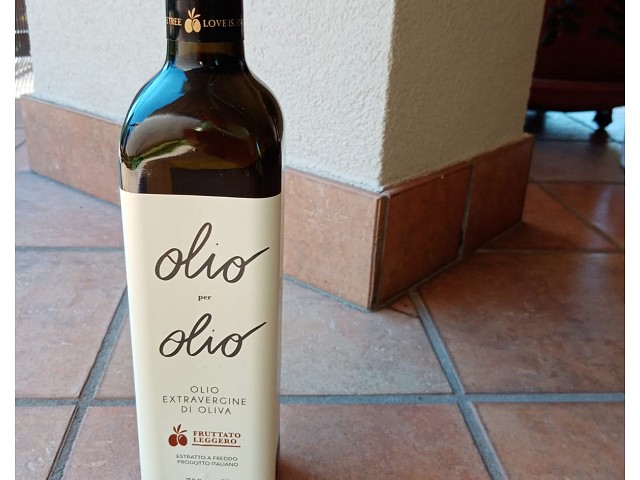 TREE LOVE IS A
olio
per
olio
OLIO
EXTRAVERGINE
DI OLIVA
FRUTTATO
LEGGERO
ESTRATTO A FREDDO
PRODOTTO ITALIANO